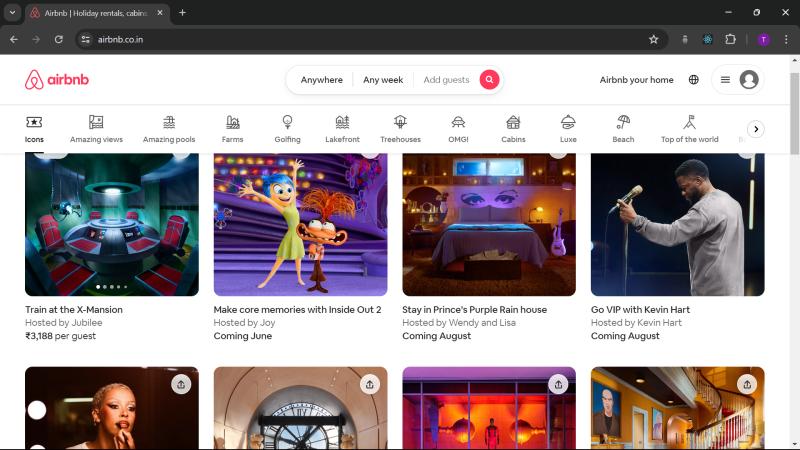 Airbnb | Holiday rentals, cabins
airbnb.co.in
T
airbnb
Anywhere Any week Add guests
Airbnb your home
Icons Amazing views Amazing pools Farms Golfing Lakefront Treehouses OMG! Cabins Luxe Beach Top of the world
Train at the X-Mansion
Hosted by Jubilee
₹3,188 per guest
Make core memories with Inside Out 2
Hosted by Joy
Coming June
Stay in Prince's Purple Rain house
Hosted by Wendy and Lisa
Coming August
Go VIP with Kevin Hart
Hosted by Kevin Hart
Coming August